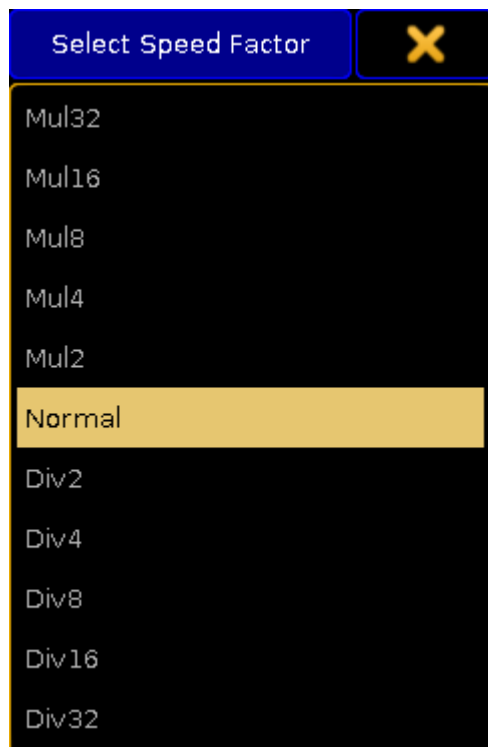 Select Speed Factor
Mul32
Mul16
Mul8
Mul4
Mul2
Normal
Div2
Div4
Div8
Div16
Div32